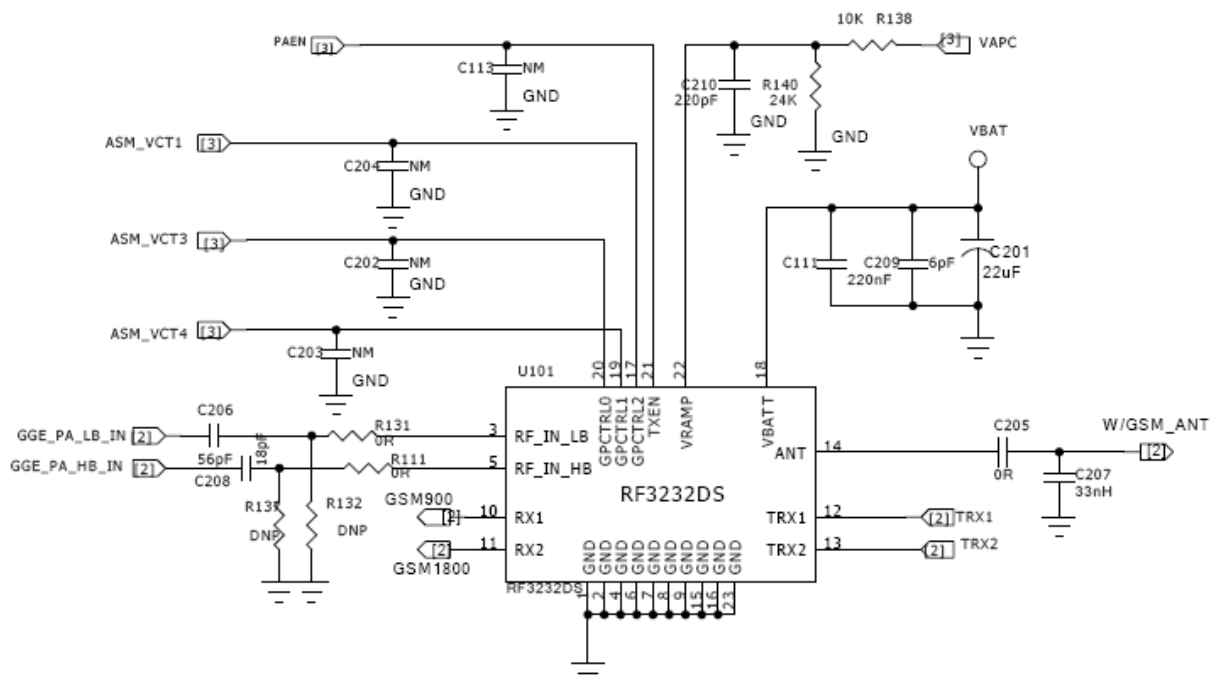 10K R138
PAEN [3]
[3] VAPC
C113 NM
GND
C210
220pF
R140
24K
GND
GND
VBAT
ASM_VCT1 [3]
C204 NM
GND
ASM_VCT3 [3]
C202 NM
GND
C111
220nF
C209 6pF
C201
22uF
ASM_VCT4 [3]
C203 NM
GND
U101
20 19 17 21 22 18
GPCTRL0
GPCTRL1
GPCTRL2
TXEN
VRAMP
VBATT
C206
GGE_PA_LB_IN [2]
18pF
R131
0R
3 RF_IN_LB
GGE_PA_HB_IN [2]
56pF
C208
R111
0R
5 RF_IN_HB
ANT 14
C205
0R
W/GSM_ANT
[2]
C207
33nH
RF3232DS
R137
DNP
R132
DNP
GSM900
[2] 10 RX1
TRX1 12 [2] TRX1
[2] 11 RX2
GSM1800
TRX2 13 [2] TRX2
GND GND GND GND GND GND GND GND GND GND
RF3232DS
1 2 4 6 7 8 9 15 16 23